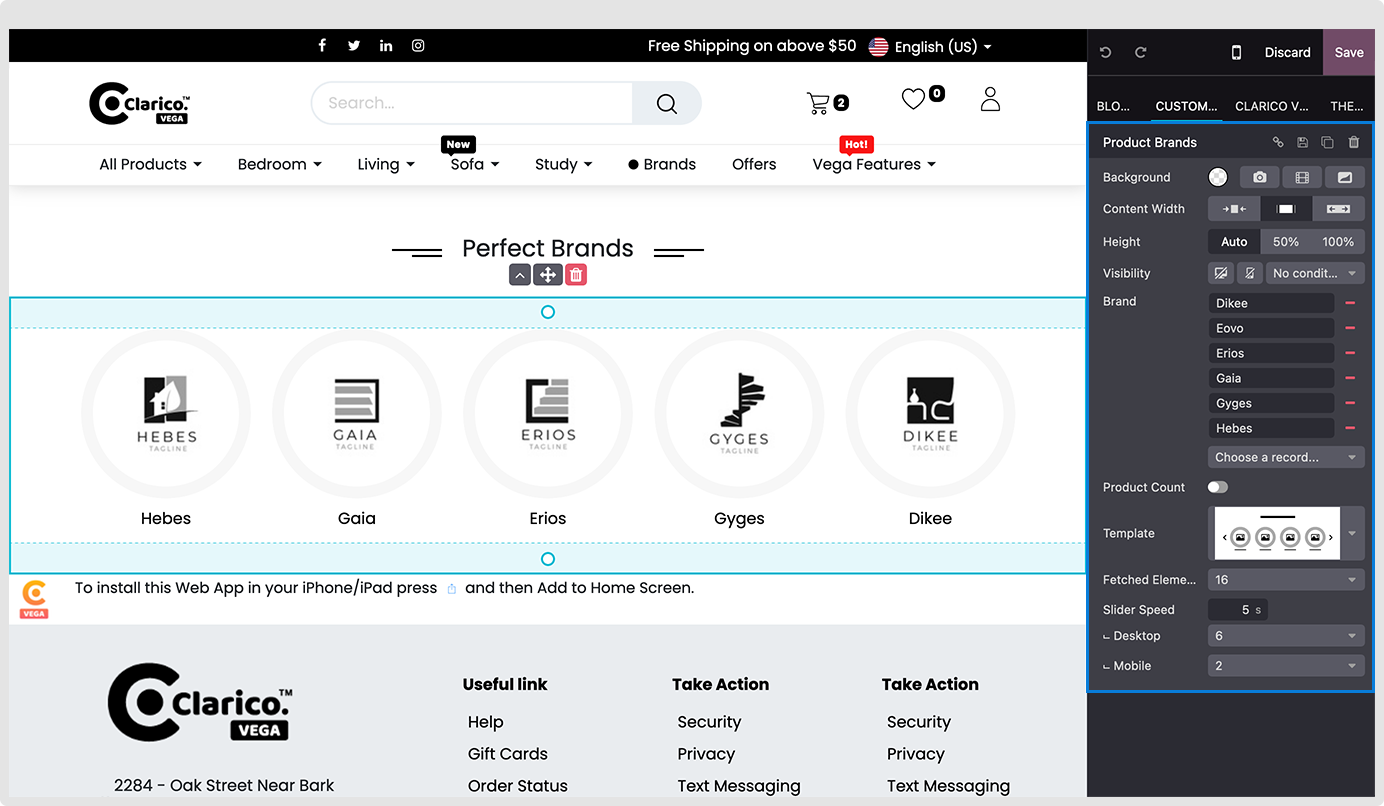 Free Shipping on above $50 English (US)
Clarico.™
VEGA
Search...
2
0
New
Hot!
All Products Bedroom Living Sofa Study Brands Offers Vega Features
Perfect Brands
HEBES
TAGLINE
GAIA
TAGLINE
ERIOS
TAGLINE
GYGES
TAGLINE
DIKEE
TAGLINE
Hebes Gaia Erios Gyges Dikee
To install this Web App in your iPhone/iPad press and then Add to Home Screen.
VEGA
Clarico.™
VEGA
2284 - Oak Street Near Bark
Useful link
Help
Gift Cards
Order Status
Take Action
Security
Privacy
Text Messaging
Take Action
Security
Privacy
Text Messaging
Discard Save
BLO... CUSTOM... CLARICO V... THE...
Product Brands
Background
Content Width
Height Auto 50% 100%
Visibility No condit...
Brand Dikee
Eovo
Erios
Gaia
Gyges
Hebes
Choose a record...
Product Count
Template
Fetched Eleme... 16
Slider Speed 5 s
Desktop 6
Mobile 2